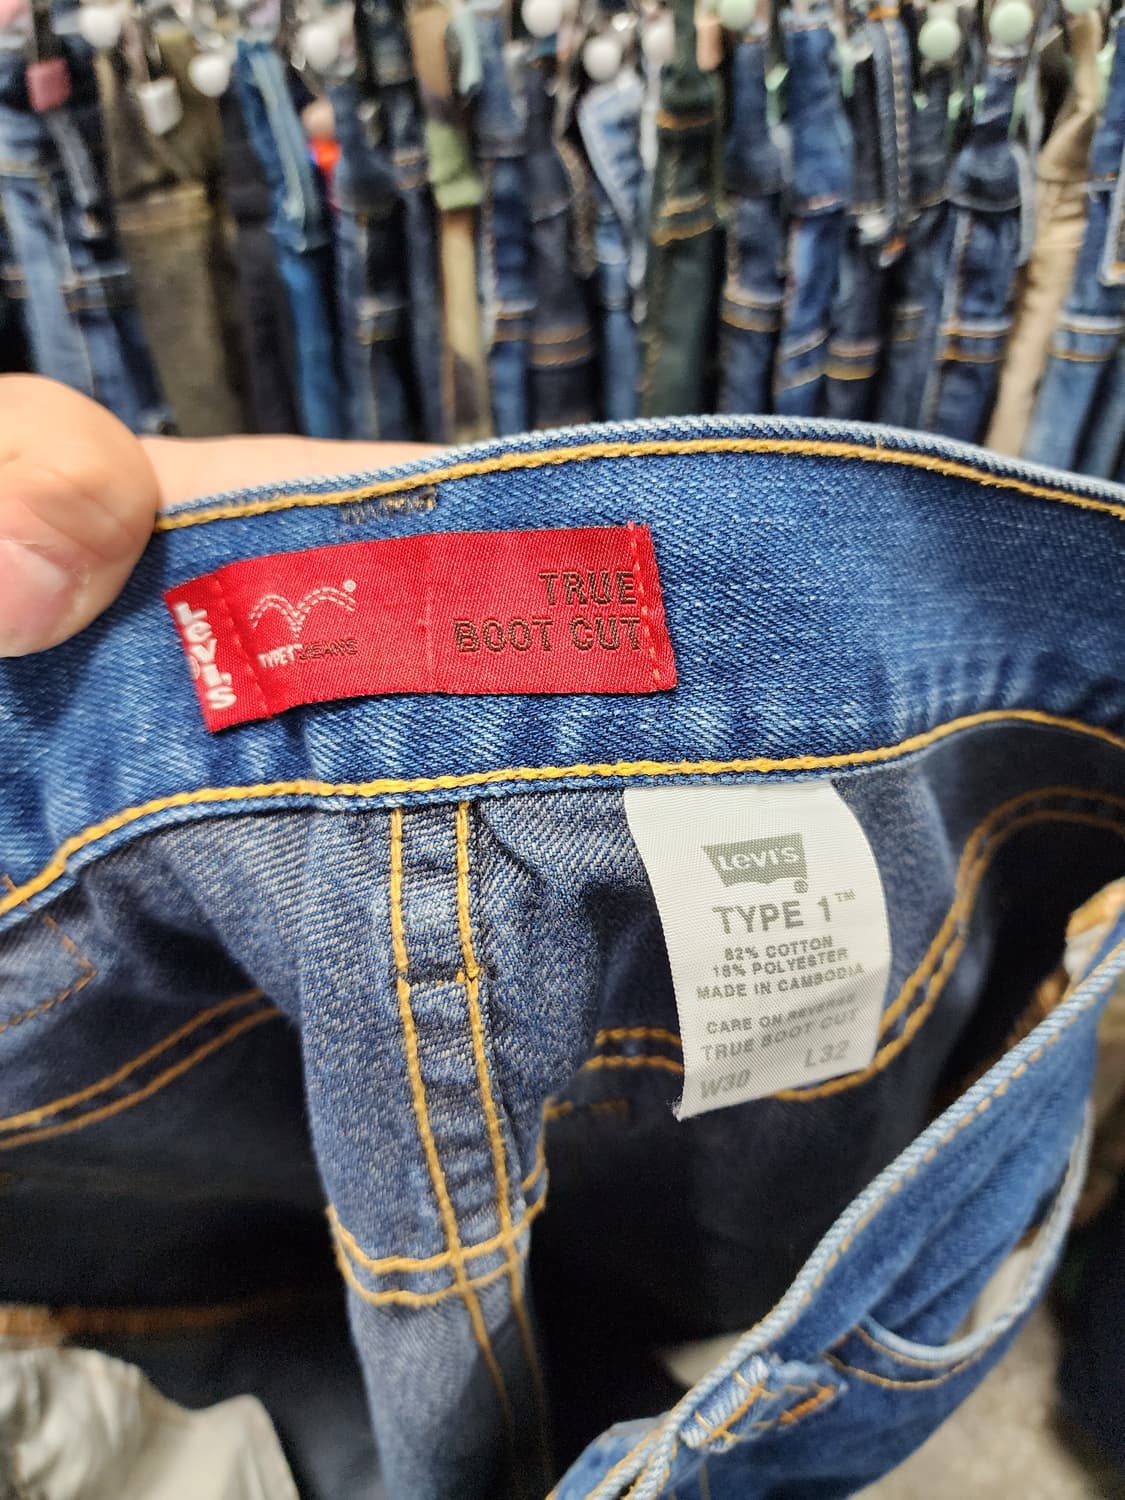 Levi's
®
TYPE 1 JEANS
TRUE
BOOT CUT
Levi's
®
TYPE 1™
82% COTTON
18% POLYESTER
MADE IN CAMBODIA
CARE ON REVERSE
TRUE BOOT CUT
W30 L32